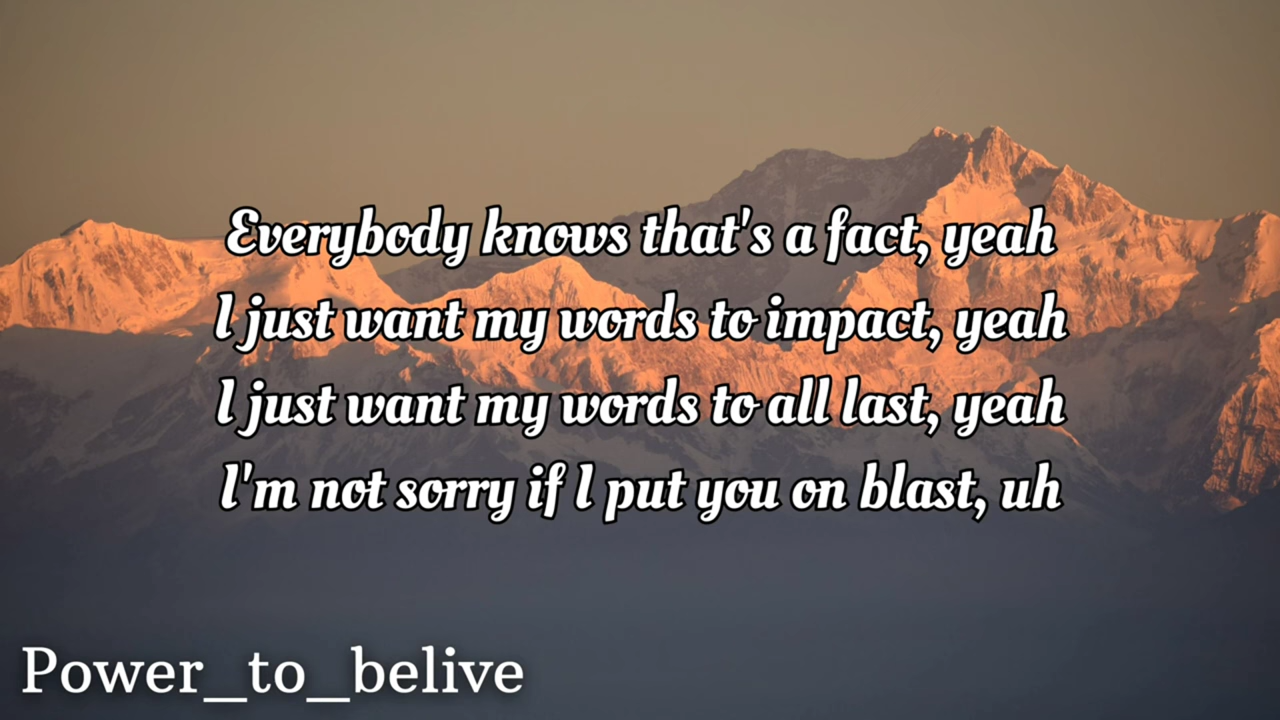 Everybody knows that's a fact, yeah
I just want my words to impact, yeah
I just want my words to all last, yeah
I'm not sorry if I put you on blast, uh
Power_to_belive